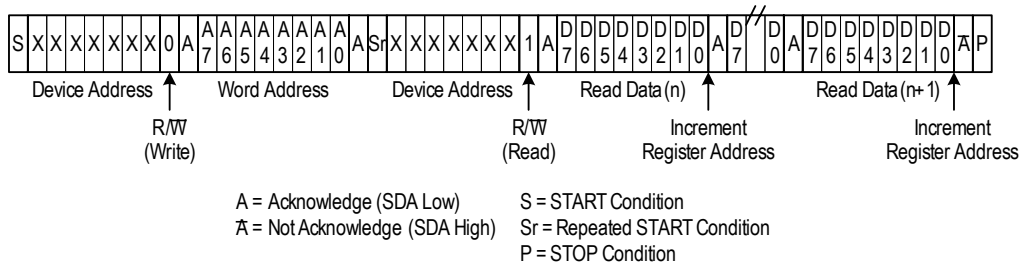 S X X X X X X X 0 A A7 A6 A5 A4 A3 A2 A1 A0 A Sr X X X X X X X 1 A D7 D6 D5 D4 D3 D2 D1 D0 A D7 // D0 A D7 D6 D5 D4 D3 D2 D1 D0 A̅ P
Device Address Word Address Device Address Read Data (n) Read Data (n+1)
R/W̅ R/W̅ Increment Increment
(Write) (Read) Register Address Register Address
A = Acknowledge (SDA Low) S = START Condition
A̅ = Not Acknowledge (SDA High) Sr = Repeated START Condition
P = STOP Condition